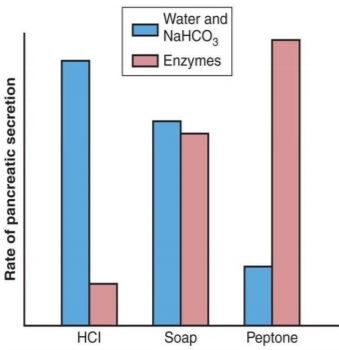 Water and
NaHCO₃
Enzymes
Rate of pancreatic secretion
HCl
Soap
Peptone